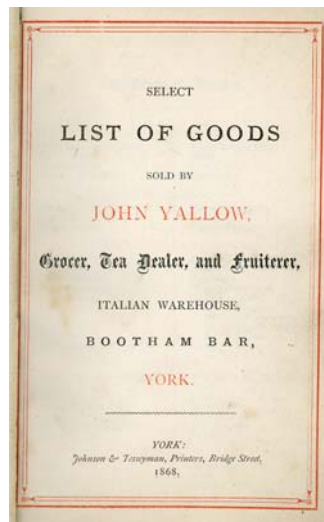 SELECT
LIST OF GOODS
SOLD BY
JOHN YALLOW,
Grocer, Tea Dealer, and Fruiterer,
ITALIAN WAREHOUSE,
BOOTHAM BAR,
YORK.
YORK:
Johnson & Tesseyman, Printers, Bridge Street.
1868.